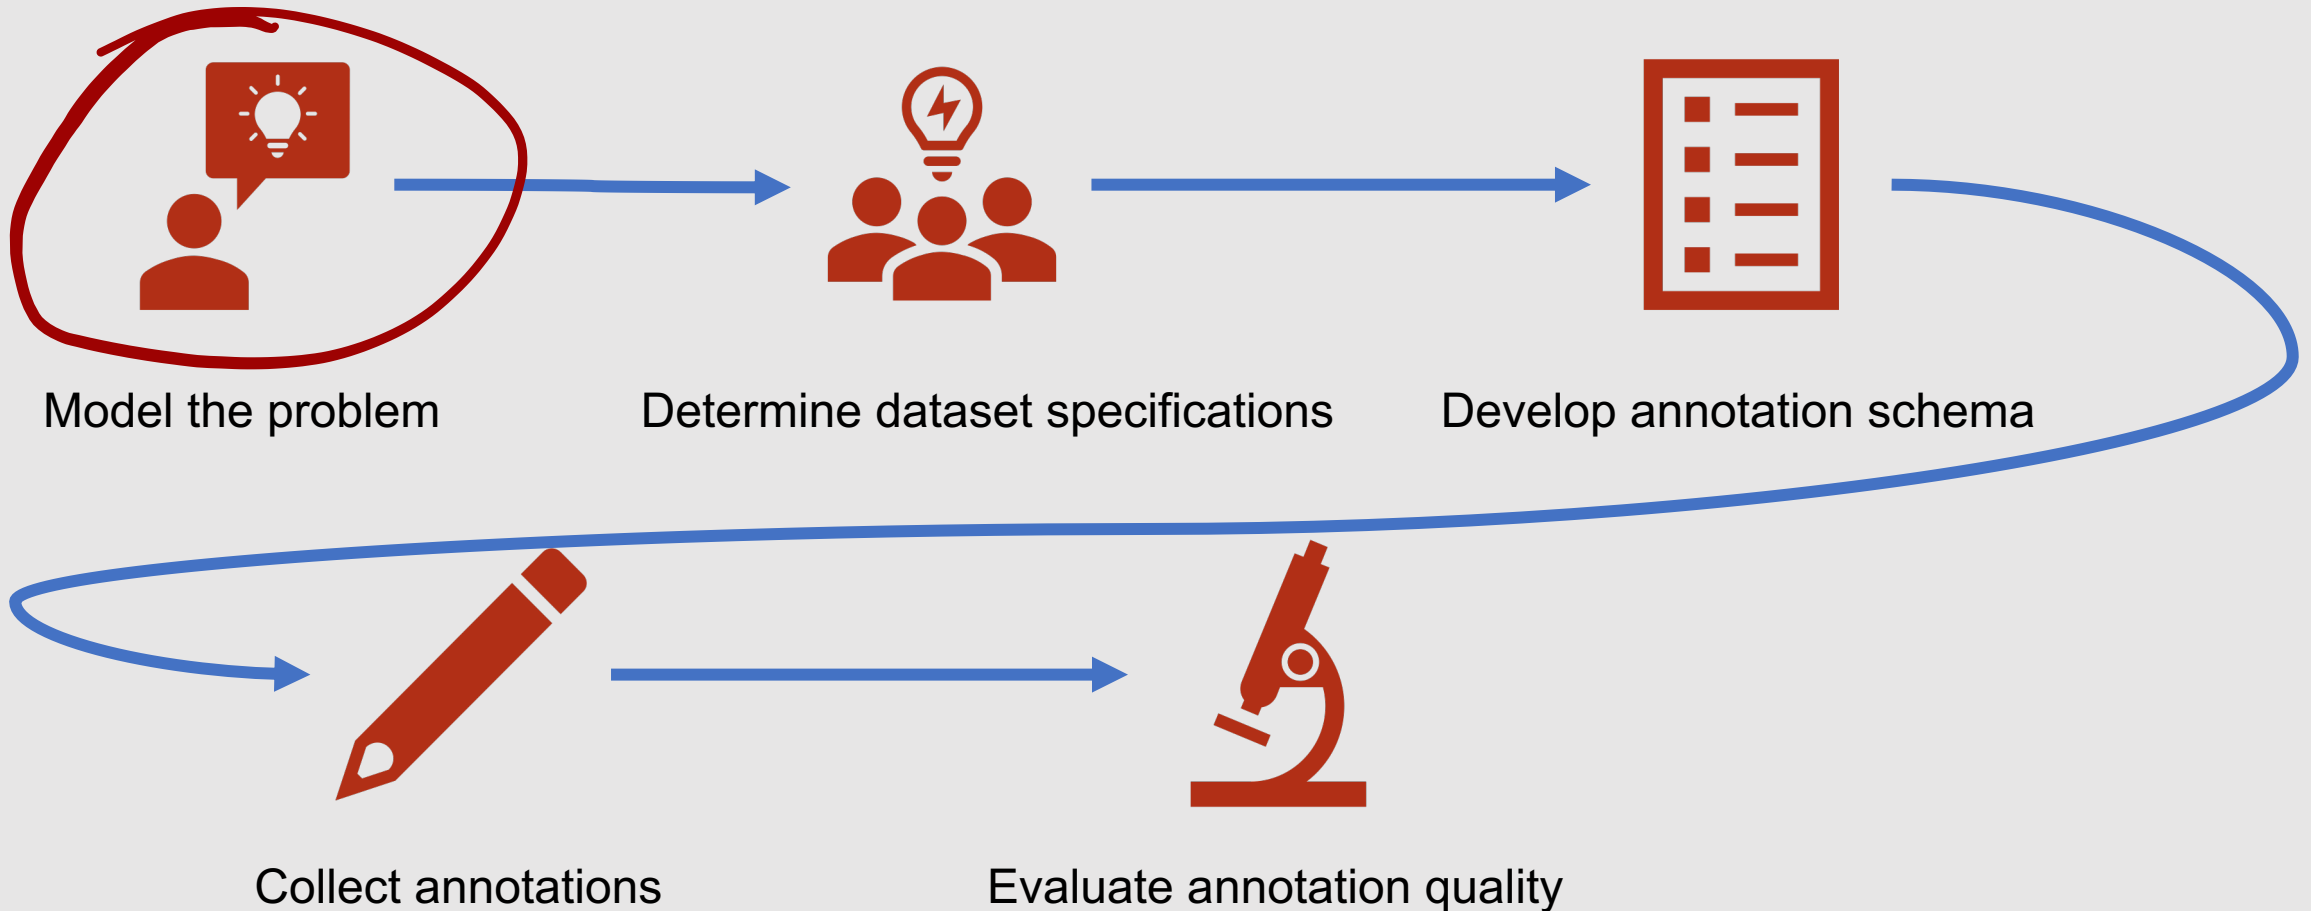 Model the problem
Determine dataset specifications
Develop annotation schema
Collect annotations
Evaluate annotation quality